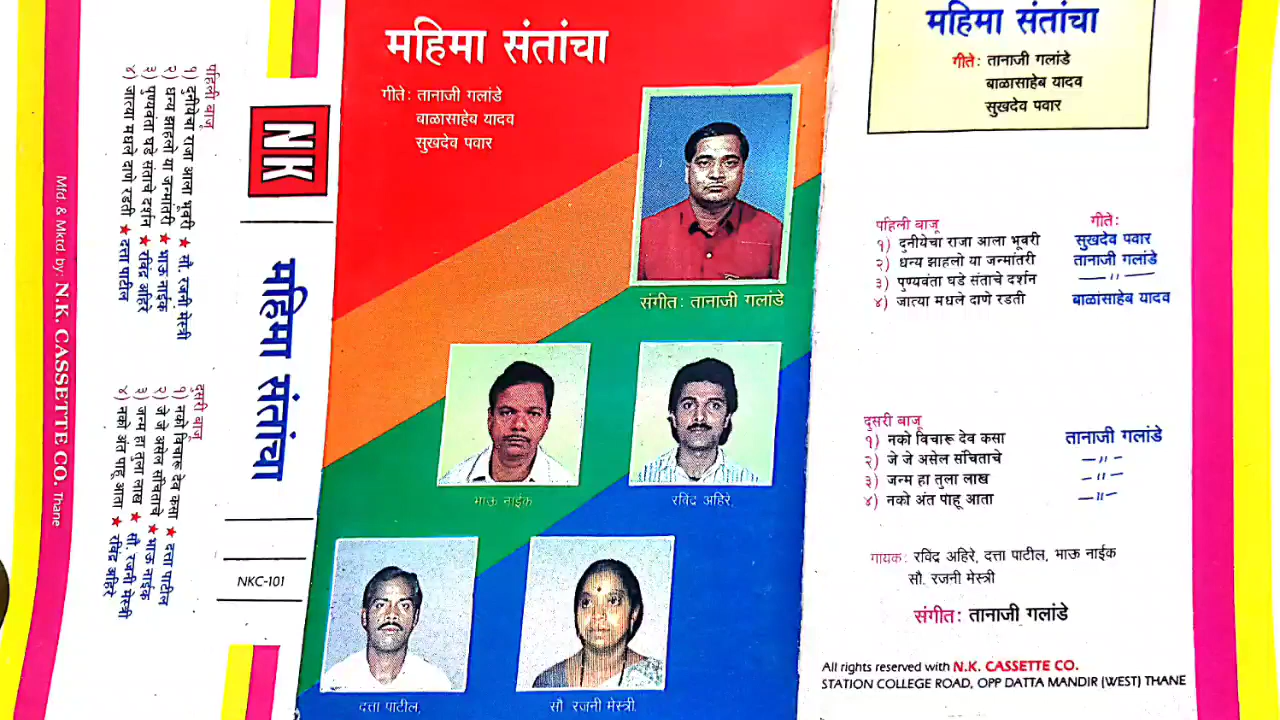 पहिली बाजू
१) दुनीयेचा राजा आला भूवरी ★ सौ. रजनी मेस्त्री
२) धन्य झाहलो या जन्मांतरी ★ भाऊ नाईक
३) पुण्यवंता घडे संताचे दर्शन ★ रविंद्र अहिरे
४) जात्या मधले दाणे रडती ★ दत्ता पाटील
दुसरी बाजू
१) नको विचारू देव कसा ★ दत्ता पाटील
२) जे जे असेल संचिताचे ★ भाऊ नाईक
३) जन्म हा तुला लाख ★ सौ. रजनी मेस्त्री
४) नको अंत पाहू आता ★ रविंद्र अहिरे
Mfd. & Mktd. by: N.K. CASSETTE CO. Thane
NK
महिमा संतांचा
NKC-101
महिमा संतांचा
गीते: तानाजी गलांडे
बाळासाहेब यादव
सुखदेव पवार
संगीत: तानाजी गलांडे
भाऊ नाईक
रविंद्र अहिरे.
दत्ता पाटील,
सौ. रजनी मेस्त्री.
महिमा संतांचा
गीते: तानाजी गलांडे
बाळासाहेब यादव
सुखदेव पवार
पहिली बाजू गीते:
१) दुनीयेचा राजा आला भूवरी सुखदेव पवार
२) धन्य झाहलो या जन्मांतरी तानाजी गलांडे
३) पुण्यवंता घडे संताचे दर्शन —〃—
४) जात्या मधले दाणे रडती बाळासाहेब यादव
दुसरी बाजू
१) नको विचारू देव कसा तानाजी गलांडे
२) जे जे असेल संचिताचे —〃—
३) जन्म हा तुला लाख —〃—
४) नको अंत पाहू आता —〃—
गायक: रविंद्र अहिरे, दत्ता पाटील, भाऊ नाईक
सौ. रजनी मेस्त्री
संगीत: तानाजी गलांडे
All rights reserved with N.K. CASSETTE CO.
STATION COLLEGE ROAD, OPP DATTA MANDIR (WEST) THANE